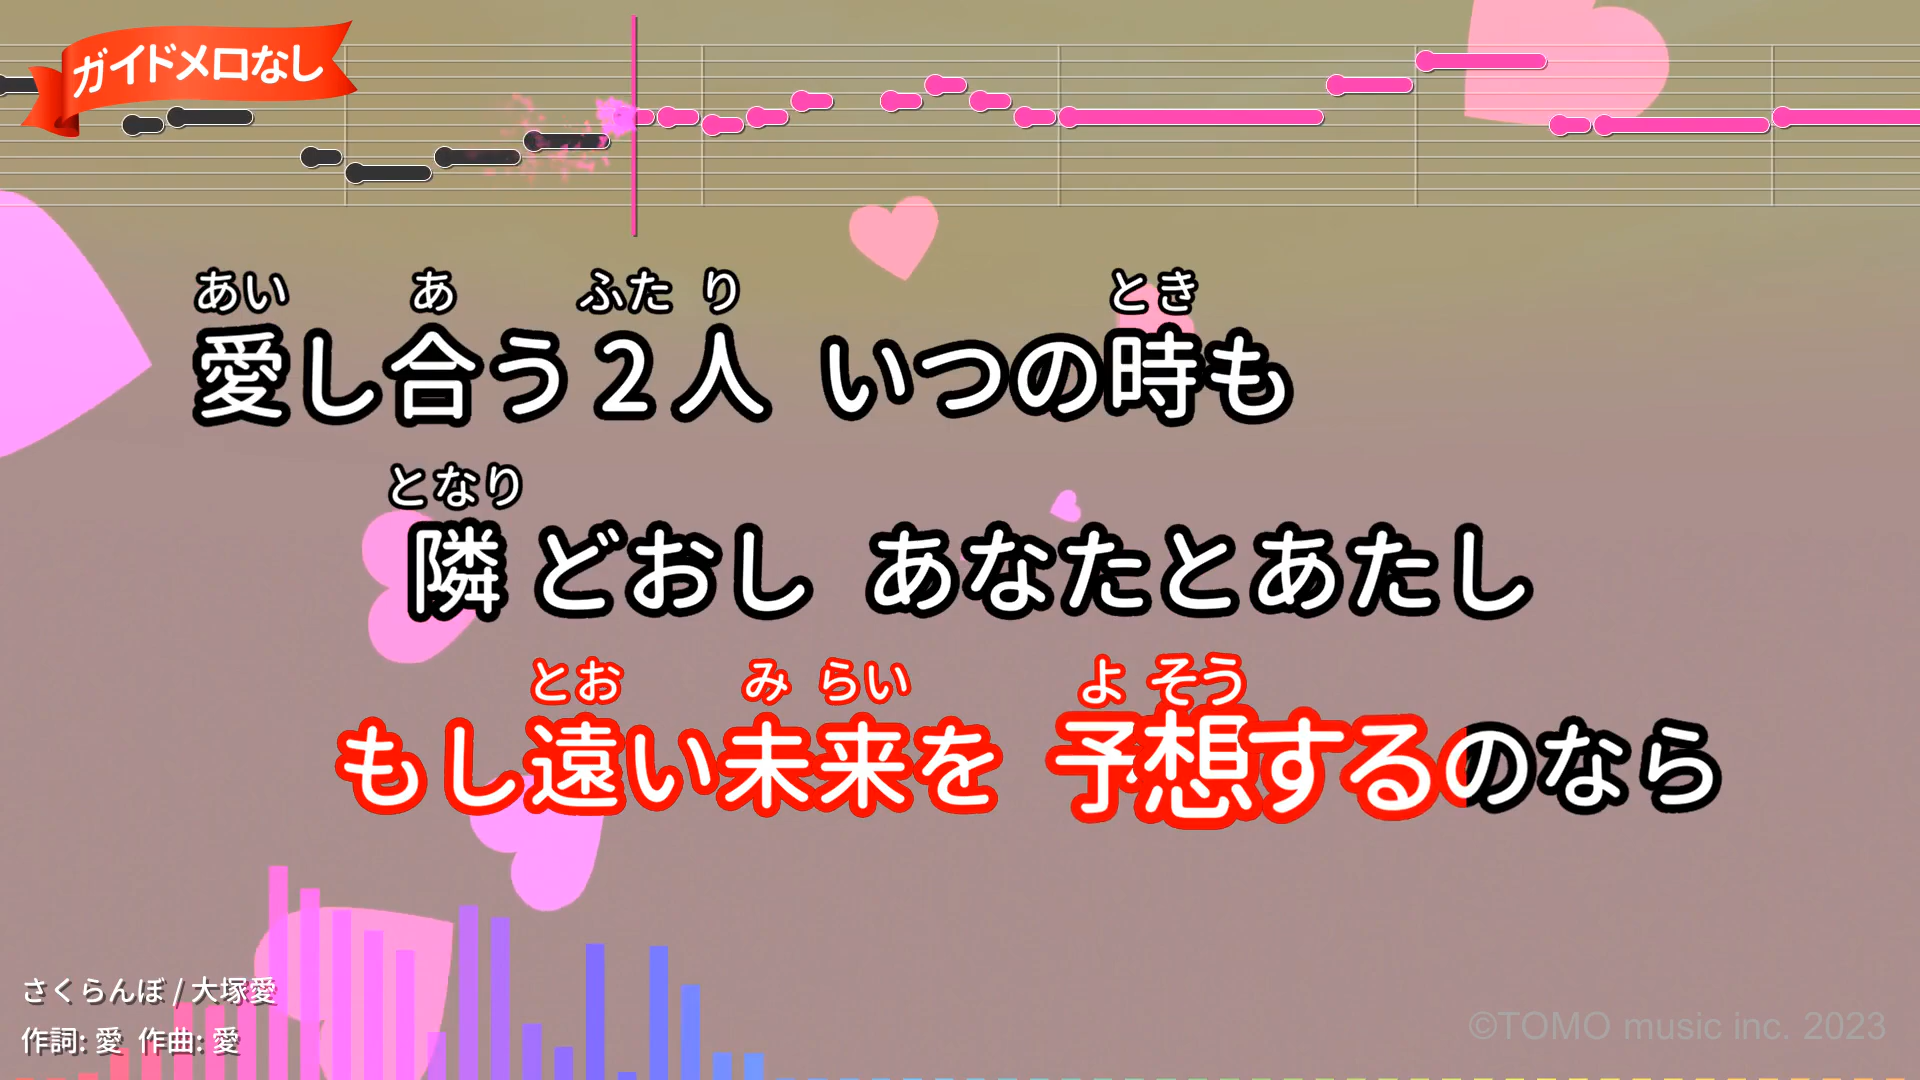 ガイドメロなし
あい あ ふた り とき
愛し合う2人 いつの時も
となり
隣どおし あなたとあたし
とお み らい よ そう
もし遠い未来を 予想するのなら
さくらんぼ / 大塚愛
作詞: 愛 作曲: 愛
©TOMO music inc. 2023